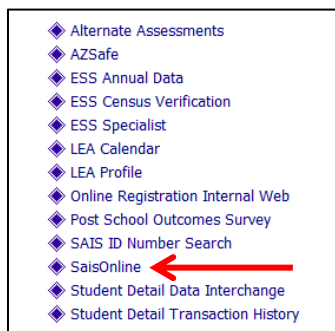 Alternate Assessments
AZSafe
ESS Annual Data
ESS Census Verification
ESS Specialist
LEA Calendar
LEA Profile
Online Registration Internal Web
Post School Outcomes Survey
SAIS ID Number Search
SaisOnline
Student Detail Data Interchange
Student Detail Transaction History